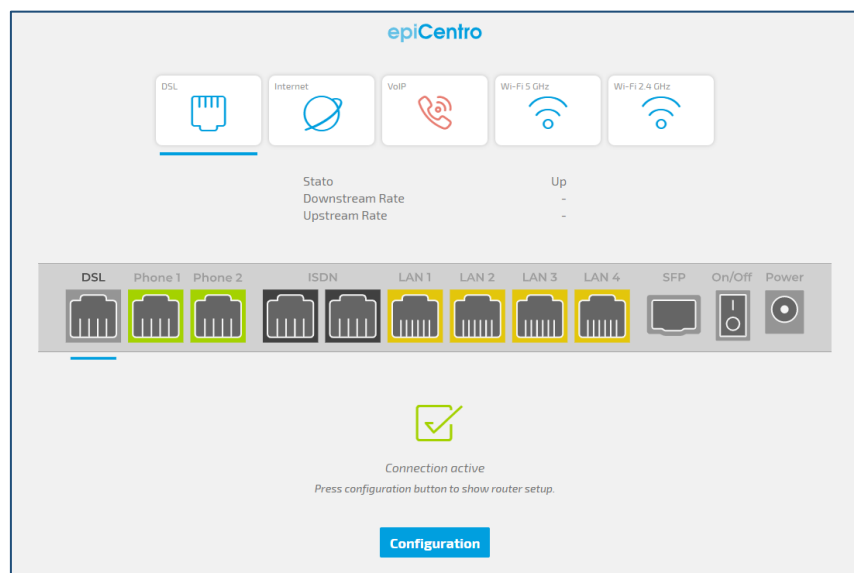 epiCentro
DSL Internet VoIP Wi-Fi 5 GHz Wi-Fi 2.4 GHz
Stato Up
Downstream Rate -
Upstream Rate -
DSL Phone 1 Phone 2 ISDN LAN 1 LAN 2 LAN 3 LAN 4 SFP On/Off Power
Connection active
Press configuration button to show router setup.
Configuration